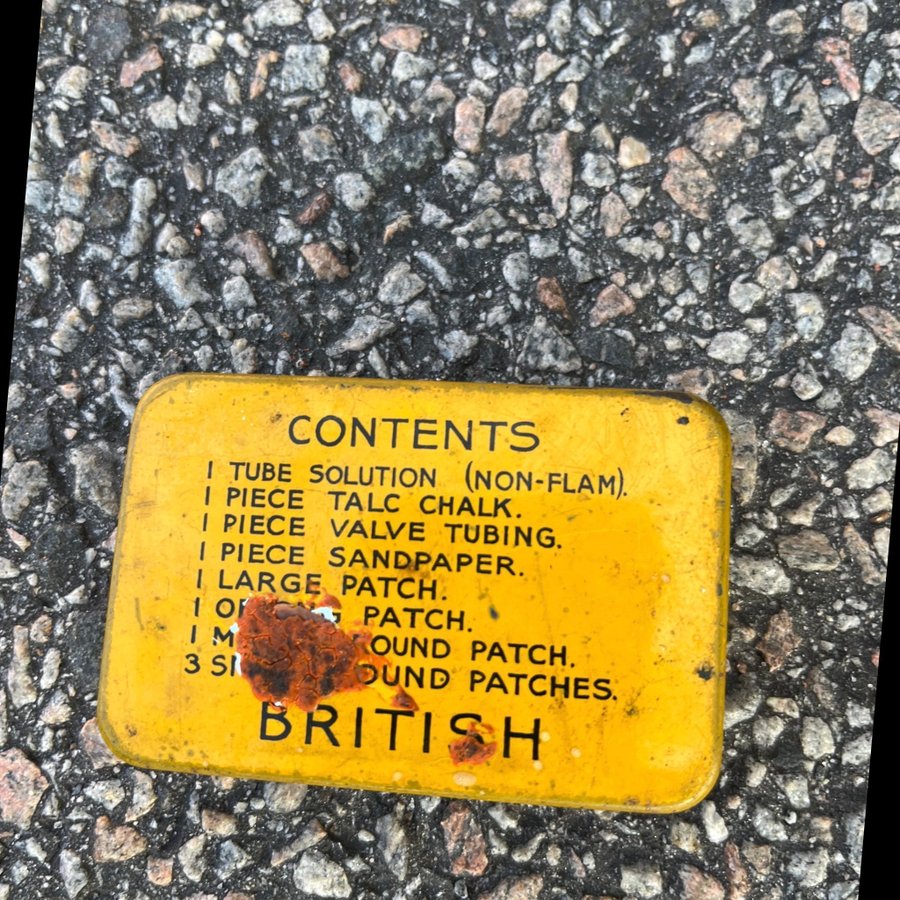 CONTENTS
1 TUBE SOLUTION (NON-FLAM).
1 PIECE TALC CHALK.
1 PIECE VALVE TUBING.
1 PIECE SANDPAPER.
1 LARGE PATCH.
1 PATCH.
1 PATCH.
3 PATCHES.
BRITISH